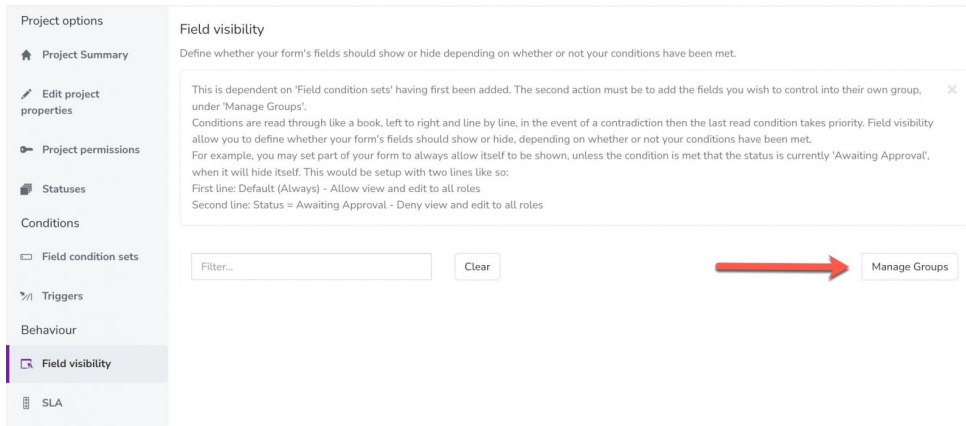 Project options
Project Summary
Edit project
properties
Project permissions
Statuses
Conditions
Field condition sets
Triggers
Behaviour
Field visibility
SLA
Field visibility
Define whether your form's fields should show or hide depending on whether or not your conditions have been met.
This is dependent on 'Field condition sets' having first been added. The second action must be to add the fields you wish to control into their own group,
under 'Manage Groups'.
Conditions are read through like a book, left to right and line by line, in the event of a contradiction then the last read condition takes priority. Field visibility
allow you to define whether your form's fields should show or hide, depending on whether or not your conditions have been met.
For example, you may set part of your form to always allow itself to be shown, unless the condition is met that the status is currently 'Awaiting Approval',
when it will hide itself. This would be setup with two lines like so:
First line: Default (Always) - Allow view and edit to all roles
Second line: Status = Awaiting Approval - Deny view and edit to all roles
Filter...
Clear
Manage Groups